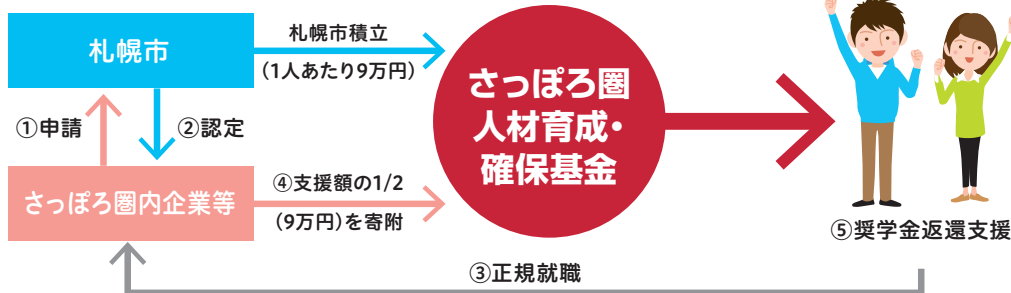 札幌市
札幌市積立
(1人あたり9万円)
①申請
②認定
さっぽろ圏内企業等
④支援額の1/2
(9万円)を寄附
さっぽろ圏
人材育成・
確保基金
⑤奨学金返還支援
③正規就職